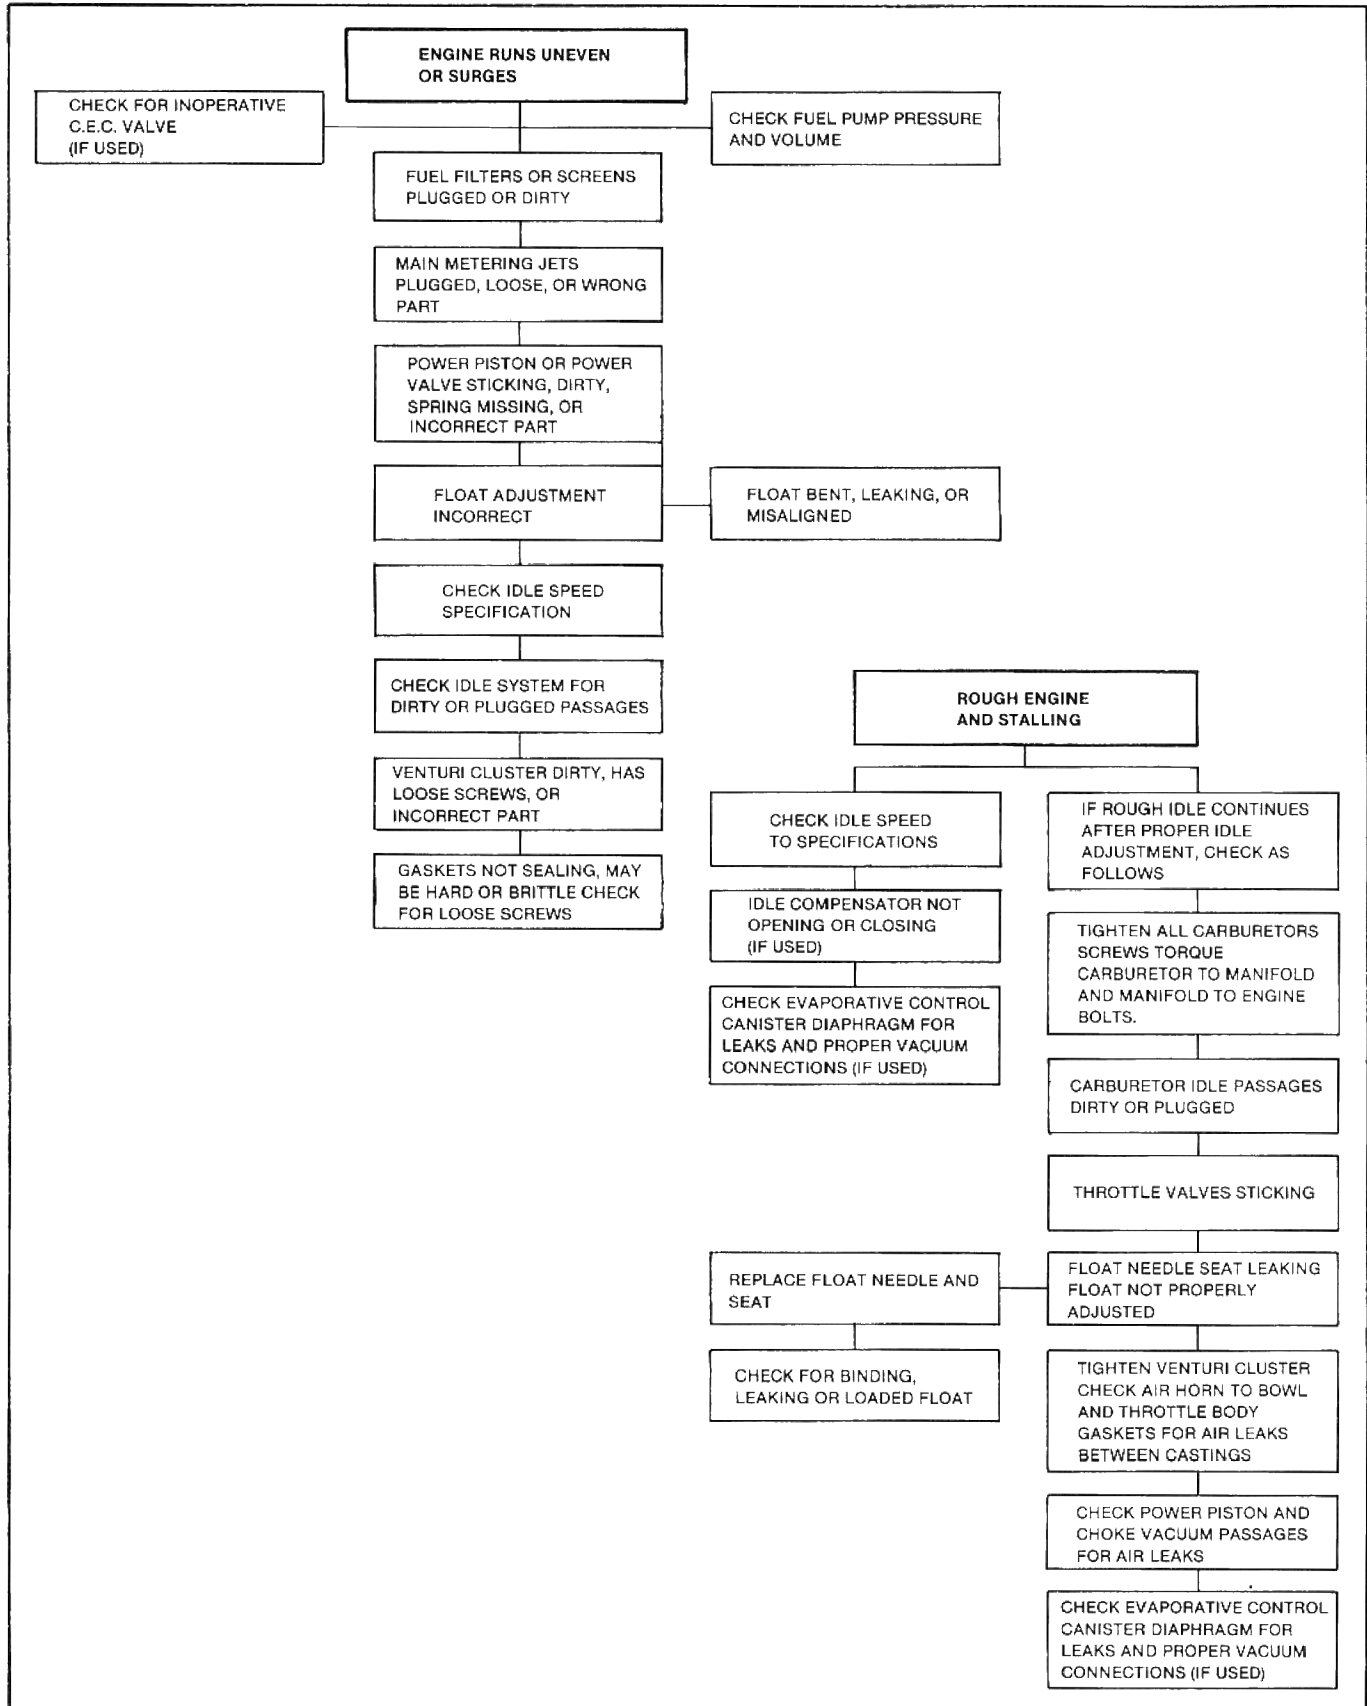 ENGINE RUNS UNEVEN
OR SURGES
CHECK FOR INOPERATIVE
C.E.C. VALVE
(IF USED)
CHECK FUEL PUMP PRESSURE
AND VOLUME
FUEL FILTERS OR SCREENS
PLUGGED OR DIRTY
MAIN METERING JETS
PLUGGED, LOOSE, OR WRONG
PART
POWER PISTON OR POWER
VALVE STICKING, DIRTY,
SPRING MISSING, OR
INCORRECT PART
FLOAT ADJUSTMENT
INCORRECT
FLOAT BENT, LEAKING, OR
MISALIGNED
CHECK IDLE SPEED
SPECIFICATION
CHECK IDLE SYSTEM FOR
DIRTY OR PLUGGED PASSAGES
VENTURI CLUSTER DIRTY, HAS
LOOSE SCREWS, OR
INCORRECT PART
GASKETS NOT SEALING, MAY
BE HARD OR BRITTLE CHECK
FOR LOOSE SCREWS
ROUGH ENGINE
AND STALLING
CHECK IDLE SPEED
TO SPECIFICATIONS
IDLE COMPENSATOR NOT
OPENING OR CLOSING
(IF USED)
CHECK EVAPORATIVE CONTROL
CANISTER DIAPHRAGM FOR
LEAKS AND PROPER VACUUM
CONNECTIONS (IF USED)
IF ROUGH IDLE CONTINUES
AFTER PROPER IDLE
ADJUSTMENT, CHECK AS
FOLLOWS
TIGHTEN ALL CARBURETORS
SCREWS TORQUE
CARBURETOR TO MANIFOLD
AND MANIFOLD TO ENGINE
BOLTS.
CARBURETOR IDLE PASSAGES
DIRTY OR PLUGGED
THROTTLE VALVES STICKING
FLOAT NEEDLE SEAT LEAKING
FLOAT NOT PROPERLY
ADJUSTED
REPLACE FLOAT NEEDLE AND
SEAT
CHECK FOR BINDING,
LEAKING OR LOADED FLOAT
TIGHTEN VENTURI CLUSTER
CHECK AIR HORN TO BOWL
AND THROTTLE BODY
GASKETS FOR AIR LEAKS
BETWEEN CASTINGS
CHECK POWER PISTON AND
CHOKE VACUUM PASSAGES
FOR AIR LEAKS
CHECK EVAPORATIVE CONTROL
CANISTER DIAPHRAGM FOR
LEAKS AND PROPER VACUUM
CONNECTIONS (IF USED)